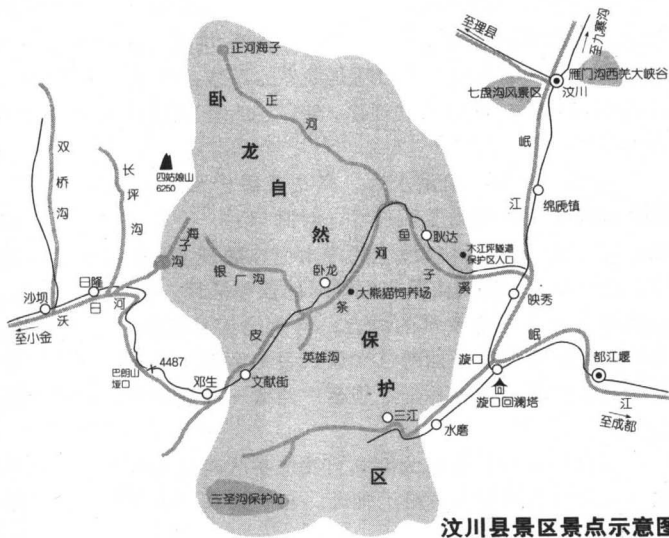 至理县
至九寨沟
雁门沟西羌大峡谷
七盘沟风景区
汶川
正河海子
卧龙自然保护区
正河
双桥沟
长坪沟
四姑娘山
6250
岷江
绵虒镇
海子沟
银厂沟
卧龙
耿达
鱼子溪
木江坪隧道
保护区入口
大熊猫饲养场
沙坝
日隆
沃日河
至小金
皮条河
英雄沟
映秀
岷江
漩口
都江堰
巴朗山
垭口
4487
邓生
文献街
漩口回澜塔
至成都
三江
水磨
三圣沟保护站
汶川县景区景点示意图